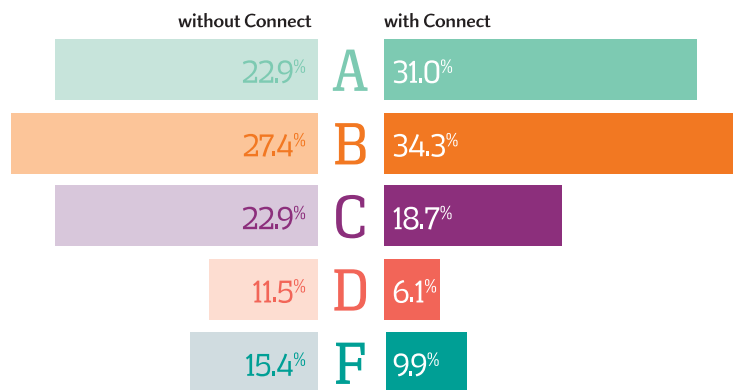 without Connect with Connect
22.9% A 31.0%
27.4% B 34.3%
22.9% C 18.7%
11.5% D 6.1%
15.4% F 9.9%